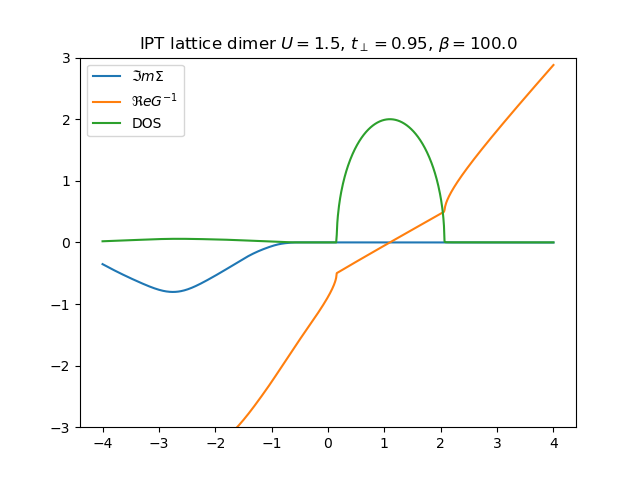 IPT lattice dimer $U = 1.5$, $t_⊥ = 0.95$, $β = 100.0$
ℑmΣ
ℜeG⁻¹
DOS
3
2
1
0
−1
−2
−3
−4 −3 −2 −1 0 1 2 3 4